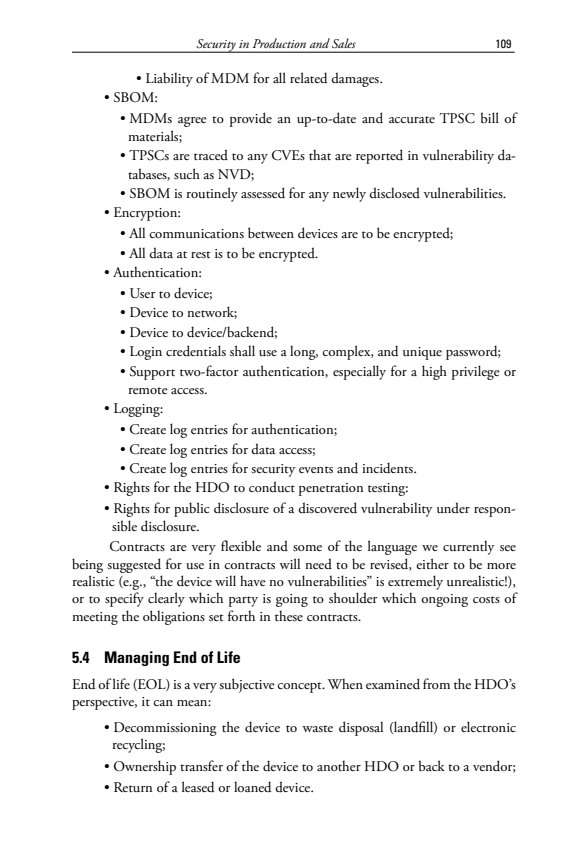 Security in Production and Sales 109
• Liability of MDM for all related damages.
• SBOM:
• MDMs agree to provide an up-to-date and accurate TPSC bill of
materials;
• TPSCs are traced to any CVEs that are reported in vulnerability da-
tabases, such as NVD;
• SBOM is routinely assessed for any newly disclosed vulnerabilities.
• Encryption:
• All communications between devices are to be encrypted;
• All data at rest is to be encrypted.
• Authentication:
• User to device;
• Device to network;
• Device to device/backend;
• Login credentials shall use a long, complex, and unique password;
• Support two-factor authentication, especially for a high privilege or
remote access.
• Logging:
• Create log entries for authentication;
• Create log entries for data access;
• Create log entries for security events and incidents.
• Rights for the HDO to conduct penetration testing:
• Rights for public disclosure of a discovered vulnerability under respon-
sible disclosure.
Contracts are very flexible and some of the language we currently see
being suggested for use in contracts will need to be revised, either to be more
realistic (e.g., “the device will have no vulnerabilities” is extremely unrealistic!),
or to specify clearly which party is going to shoulder which ongoing costs of
meeting the obligations set forth in these contracts.
5.4 Managing End of Life
End of life (EOL) is a very subjective concept. When examined from the HDO’s
perspective, it can mean:
• Decommissioning the device to waste disposal (landfill) or electronic
recycling;
• Ownership transfer of the device to another HDO or back to a vendor;
• Return of a leased or loaned device.